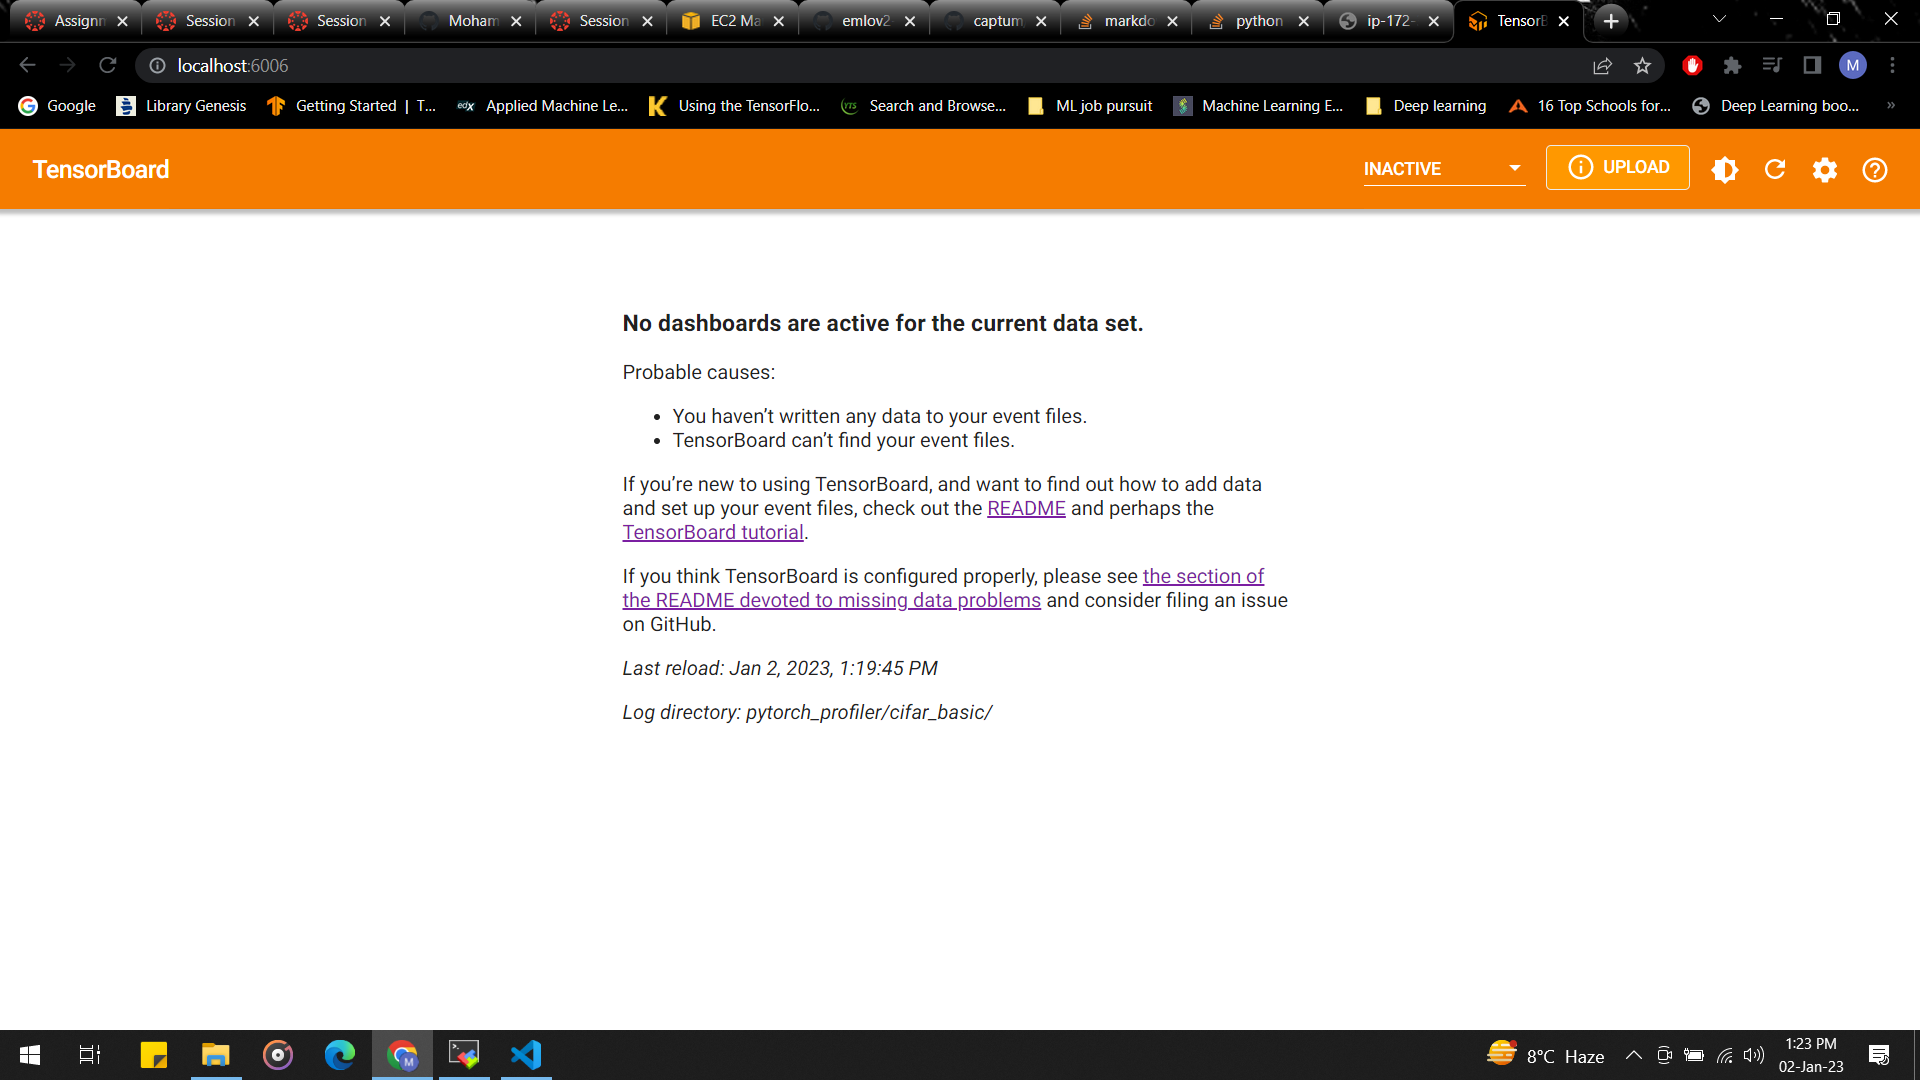 Assignn
Session
Session
Moham
Session
EC2 Ma
emlov2
captum
markdo
python
ip-172-
TensorB
localhost:6006
M
Google
Library Genesis
Getting Started | T...
edx
Applied Machine Le...
Using the TensorFlo...
YTS
Search and Browse...
ML job pursuit
Machine Learning E...
Deep learning
16 Top Schools for...
Deep Learning boo...
»
TensorBoard
INACTIVE
UPLOAD
No dashboards are active for the current data set.
Probable causes:
• You haven’t written any data to your event files.
• TensorBoard can’t find your event files.
If you’re new to using TensorBoard, and want to find out how to add data
and set up your event files, check out the README and perhaps the
TensorBoard tutorial.
If you think TensorBoard is configured properly, please see the section of
the README devoted to missing data problems and consider filing an issue
on GitHub.
Last reload: Jan 2, 2023, 1:19:45 PM
Log directory: pytorch_profiler/cifar_basic/
M
8°C Haze
1:23 PM
02-Jan-23